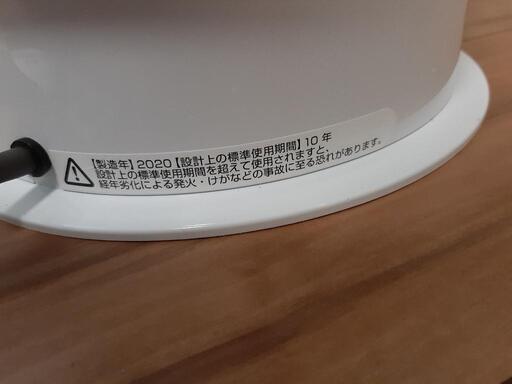 【製造年】2020【設計上の標準使用期間】10年
設計上の標準使用期間を超えて使用されますと、
経年劣化による発火・けがなどの事故に至る恐れがあります。